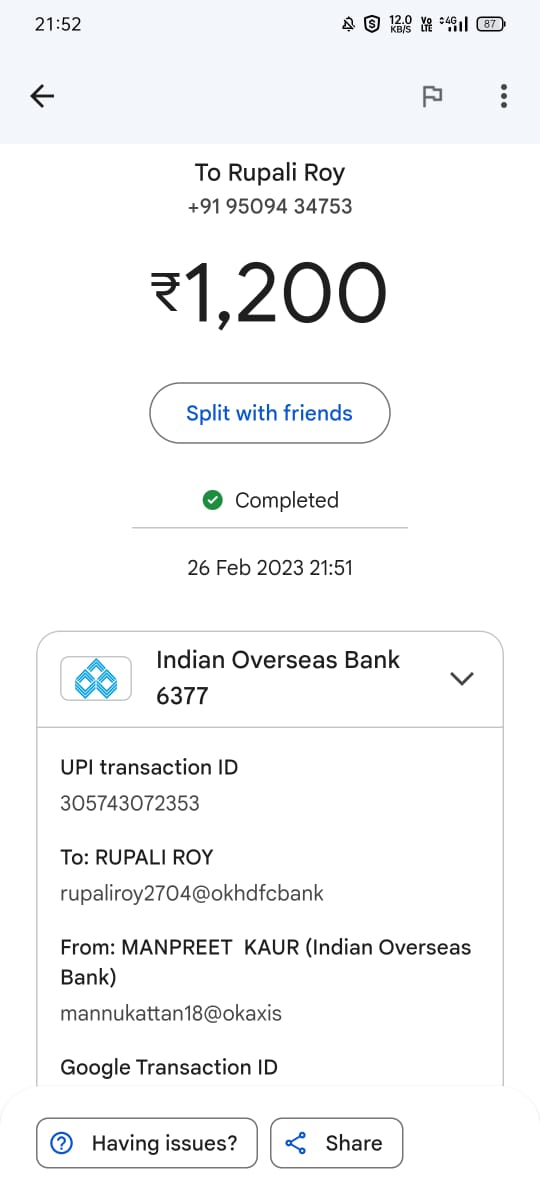 21:52
12.0 KB/S
Vo LTE
4G
87
To Rupali Roy
+91 95094 34753
₹1,200
Split with friends
Completed
26 Feb 2023 21:51
Indian Overseas Bank
6377
UPI transaction ID
305743072353
To: RUPALI ROY
rupaliroy2704@okhdfcbank
From: MANPREET  KAUR (Indian Overseas
Bank)
mannukattan18@okaxis
Google Transaction ID
Having issues?
Share